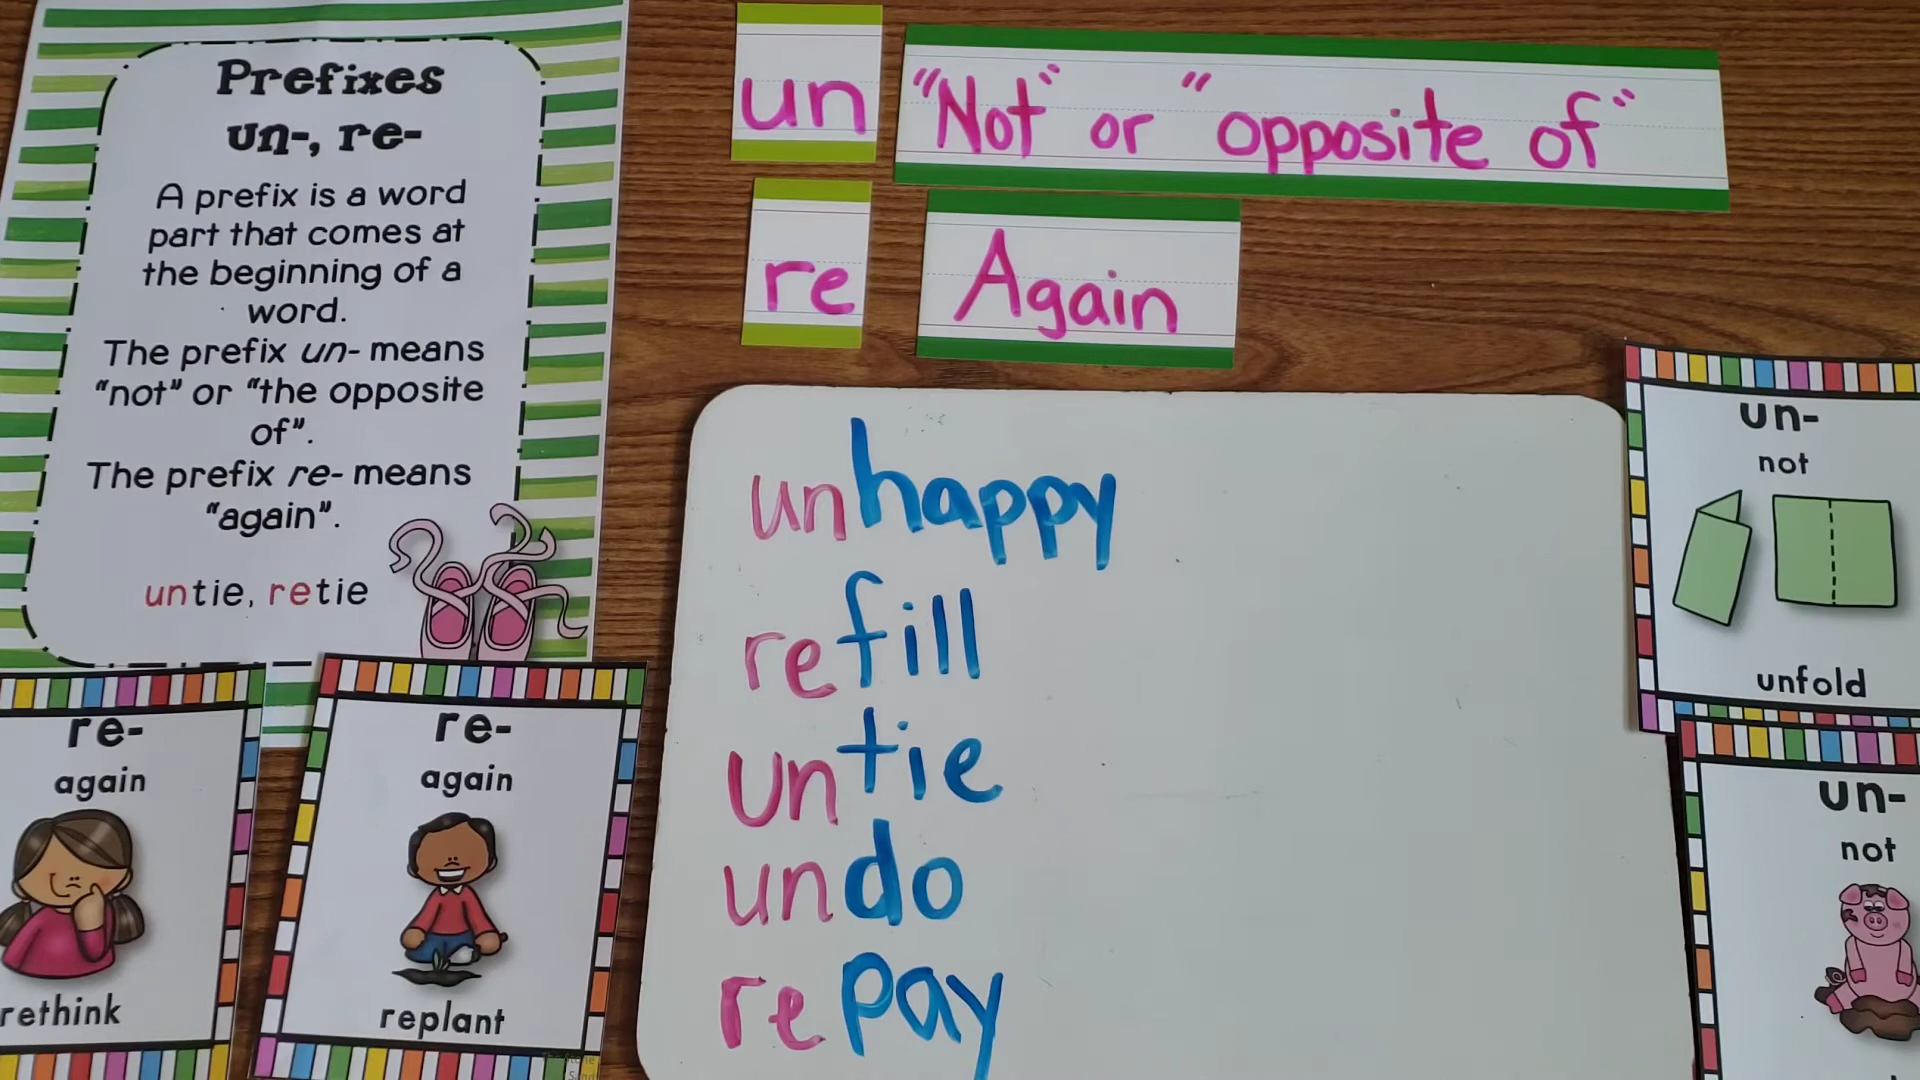 Prefixes
un-, re-
A prefix is a word
part that comes at
the beginning of a
word.
The prefix un- means
"not" or "the opposite
of".
The prefix re- means
"again".
untie, retie
un
"Not" or "opposite of"
re
Again
unhappy
refill
untie
undo
repay
re-
again
rethink
re-
again
replant
un-
not
unfold
un-
not